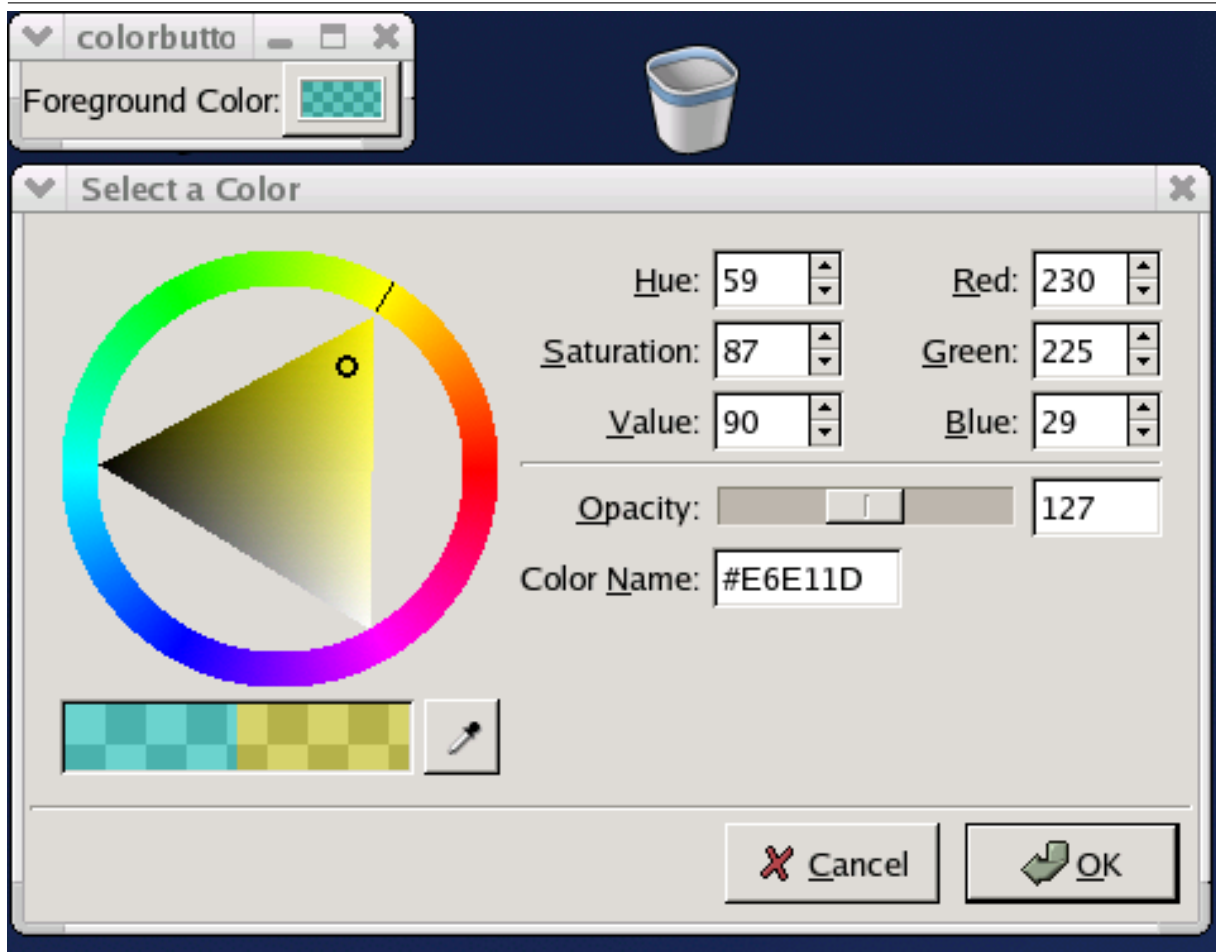 colorbutto
Foreground Color:
Select a Color
Hue: 59 Red: 230
Saturation: 87 Green: 225
Value: 90 Blue: 29
Opacity: 127
Color Name: #E6E11D
Cancel OK